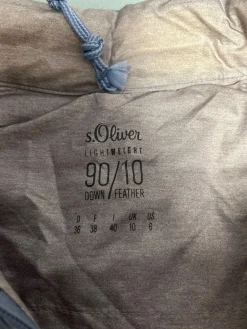 s.Oliver
LIGHTWEIGHT
90/10
DOWN FEATHER
D F I UK US
36 38 40 10 6